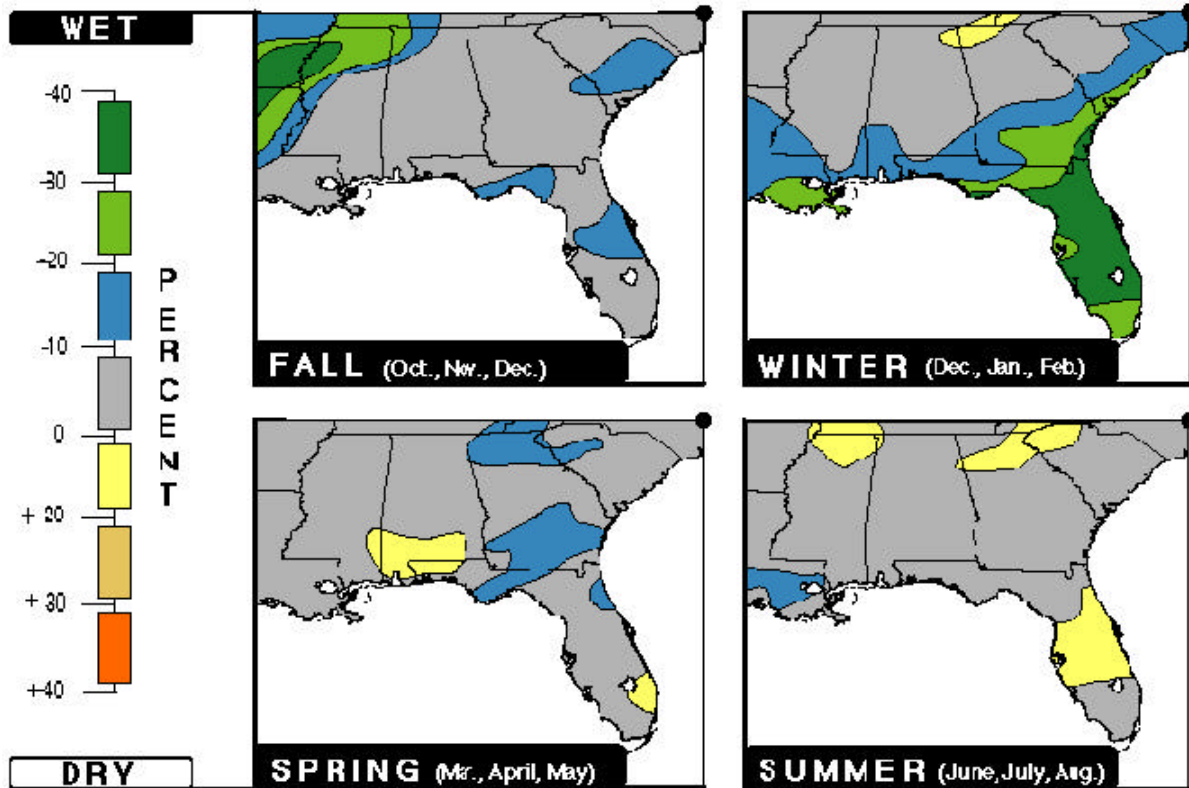 WET
-40
-30
-20
-10
0
+ 20
+ 30
+40
PERCENT
DRY
FALL (Oct., Nov., Dec.)
WINTER (Dec., Jan., Feb.)
SPRING (Mar., April, May)
SUMMER (June, July, Aug.)